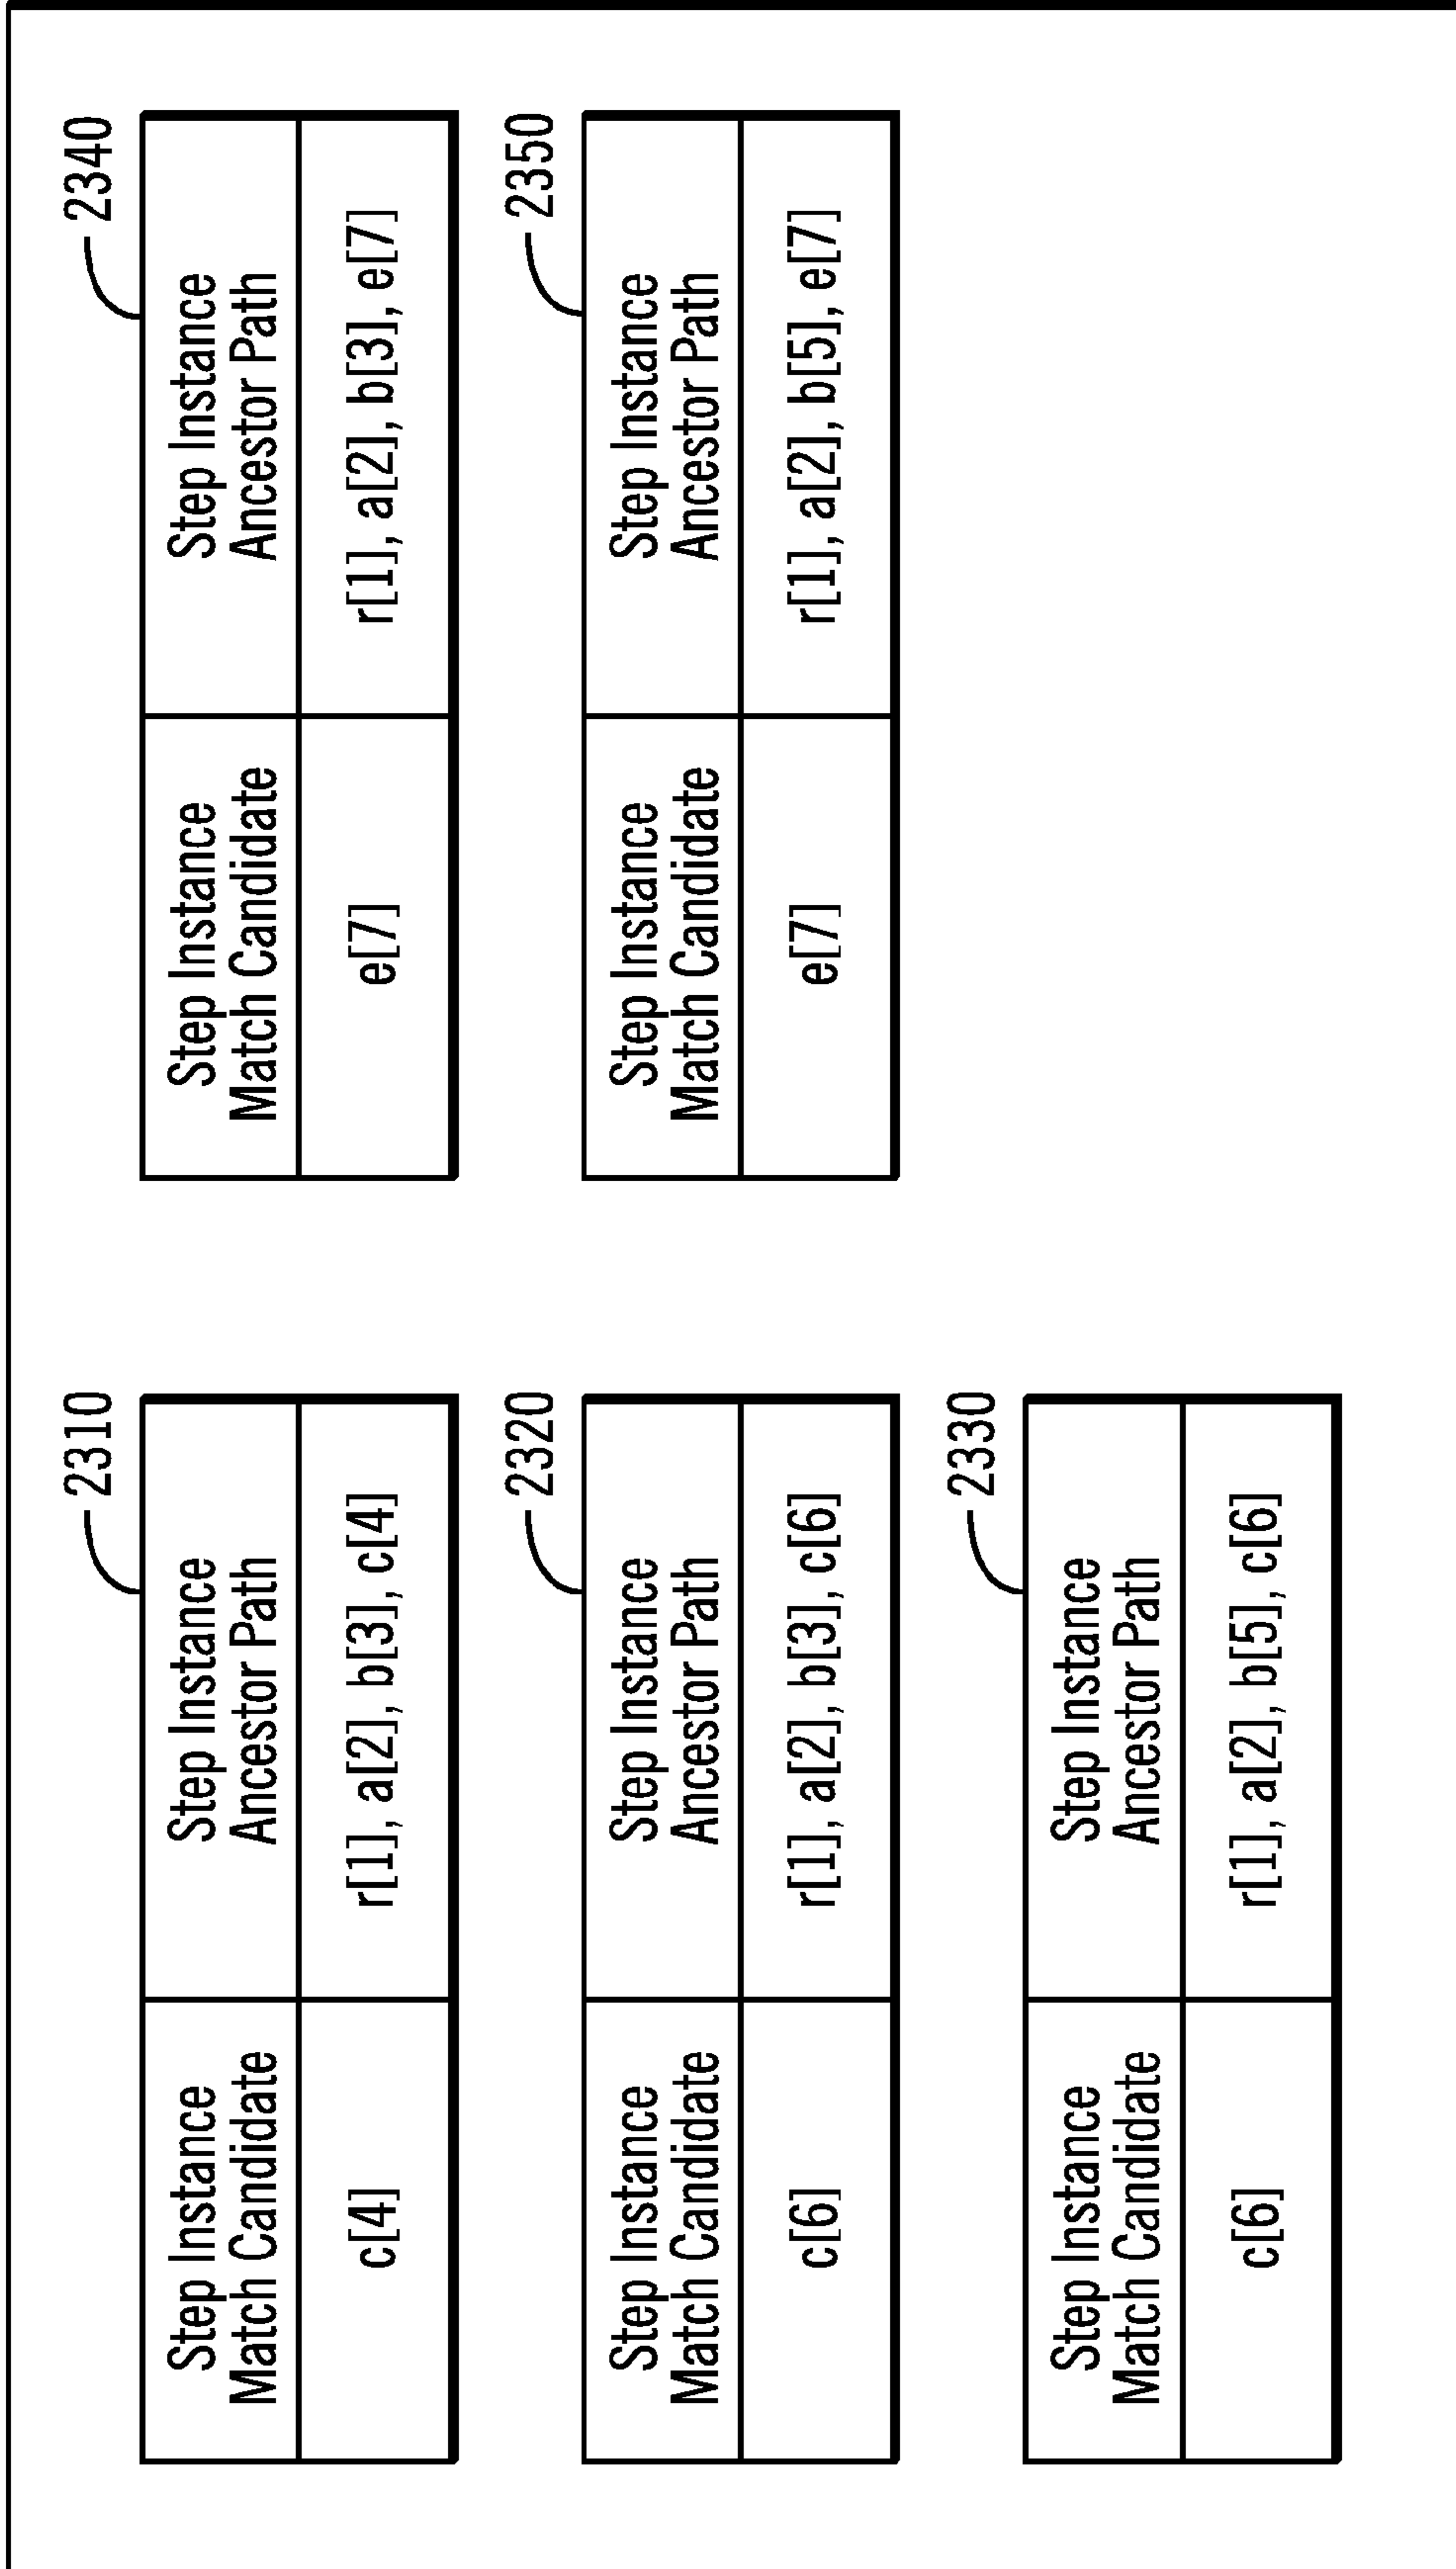 2310
Step Instance
Match Candidate
Step Instance
Ancestor Path
c[4]
r[1], a[2], b[3], c[4]
2320
Step Instance
Match Candidate
Step Instance
Ancestor Path
c[6]
r[1], a[2], b[3], c[6]
2330
Step Instance
Match Candidate
Step Instance
Ancestor Path
c[6]
r[1], a[2], b[5], c[6]
2340
Step Instance
Match Candidate
Step Instance
Ancestor Path
e[7]
r[1], a[2], b[3], e[7]
2350
Step Instance
Match Candidate
Step Instance
Ancestor Path
e[7]
r[1], a[2], b[5], e[7]